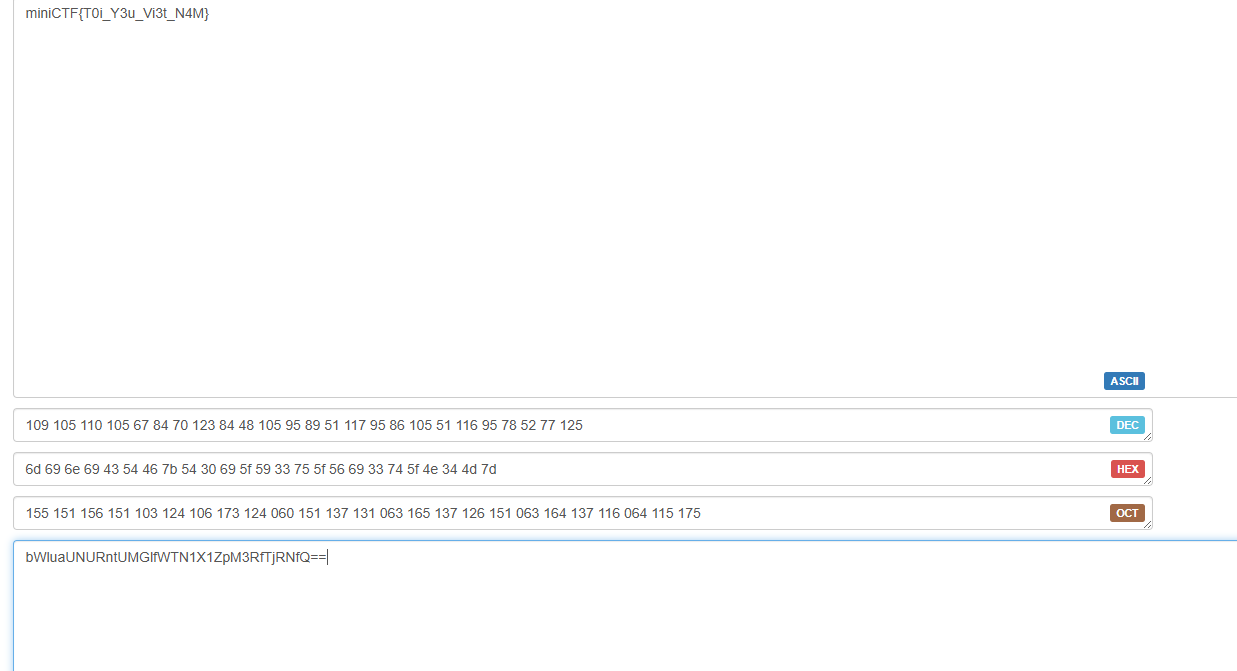 miniCTF{T0i_Y3u_Vi3t_N4M}
ASCII
109 105 110 105 67 84 70 123 84 48 105 95 89 51 117 95 86 105 51 116 95 78 52 77 125 DEC
6d 69 6e 69 43 54 46 7b 54 30 69 5f 59 33 75 5f 56 69 33 74 5f 4e 34 4d 7d HEX
155 151 156 151 103 124 106 173 124 060 151 137 131 063 165 137 126 151 063 164 137 116 064 115 175 OCT
bWluaUNURntUMGlfWTN1X1ZpM3RfTjRNfQ==